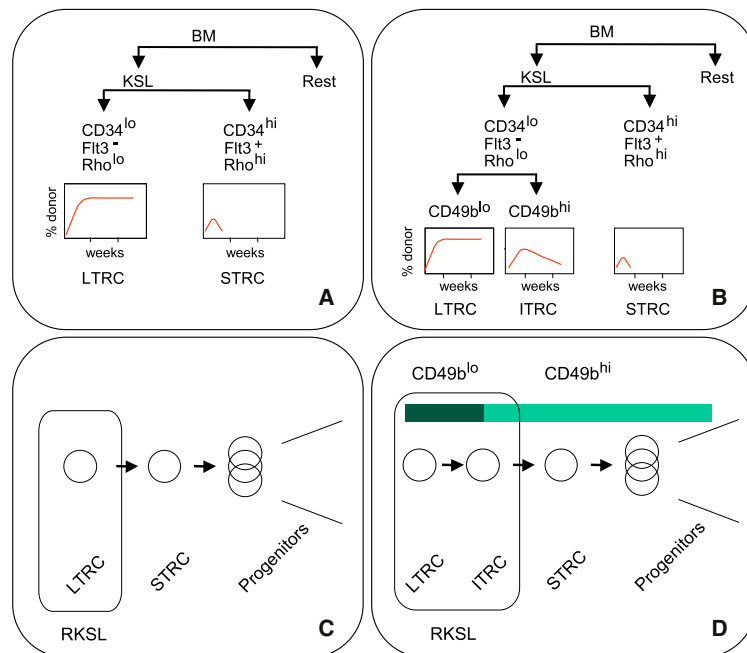 BM
KSL
Rest
CD34lo
Flt3-
Rholo
CD34hi
Flt3+
Rhohi
% donor
weeks
weeks
LTRC
STRC
A
BM
KSL
Rest
CD34lo
Flt3-
Rholo
CD34hi
Flt3+
Rhohi
CD49blo
CD49bhi
% donor
weeks
weeks
weeks
LTRC
ITRC
STRC
B
LTRC
STRC
Progenitors
RKSL
C
CD49blo
CD49bhi
LTRC
ITRC
STRC
Progenitors
RKSL
D